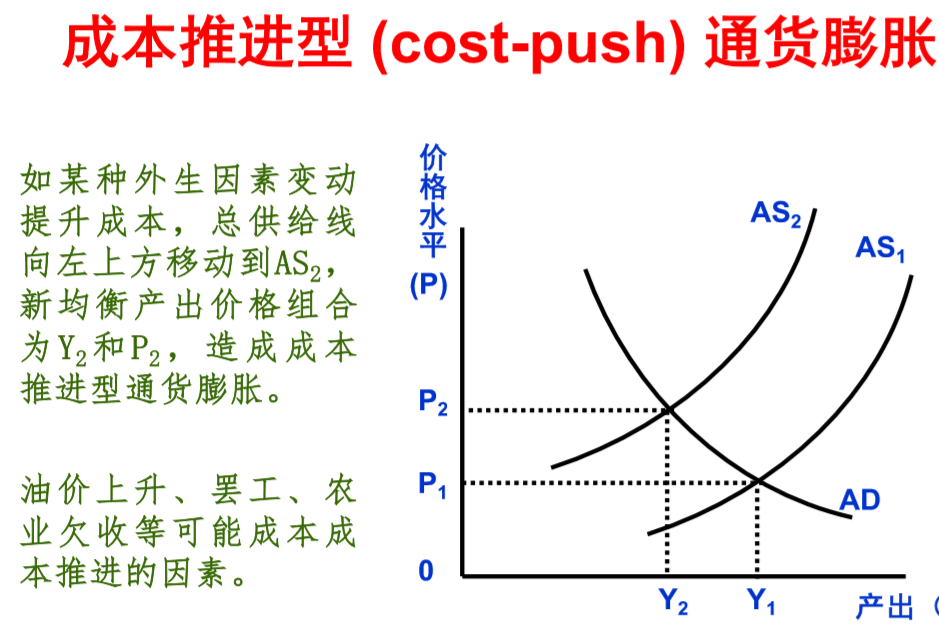 成本推进型 (cost-push) 通货膨胀
如某种外生因素变动
提升成本，总供给线
向左上方移动到AS₂，
新均衡产出价格组合
为Y₂和P₂，造成成本
推进型通货膨胀。
油价上升、罢工、农
业欠收等可能成本成
本推进的因素。
价
格
水
平
(P)
AS₂
AS₁
P₂
P₁
AD
0
Y₂
Y₁
产出（